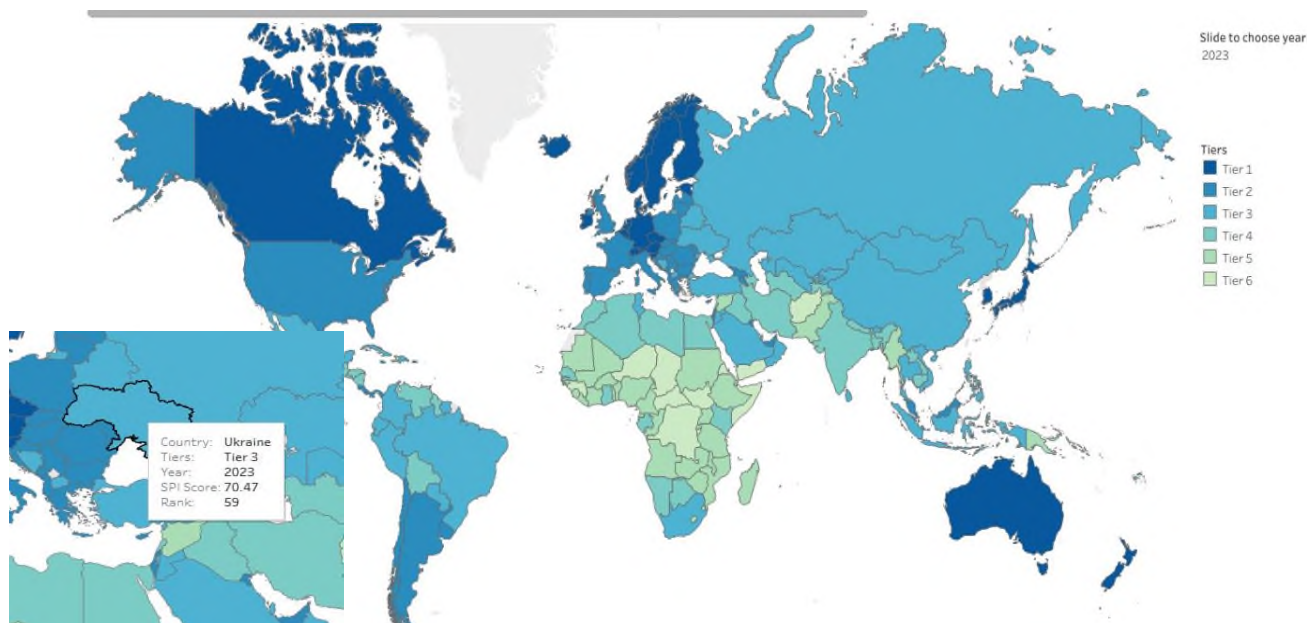 Slide to choose year
2023
Tiers
Tier 1
Tier 2
Tier 3
Tier 4
Tier 5
Tier 6
Country: Ukraine
Tiers: Tier 3
Year: 2023
SPI Score: 70.47
Rank: 59